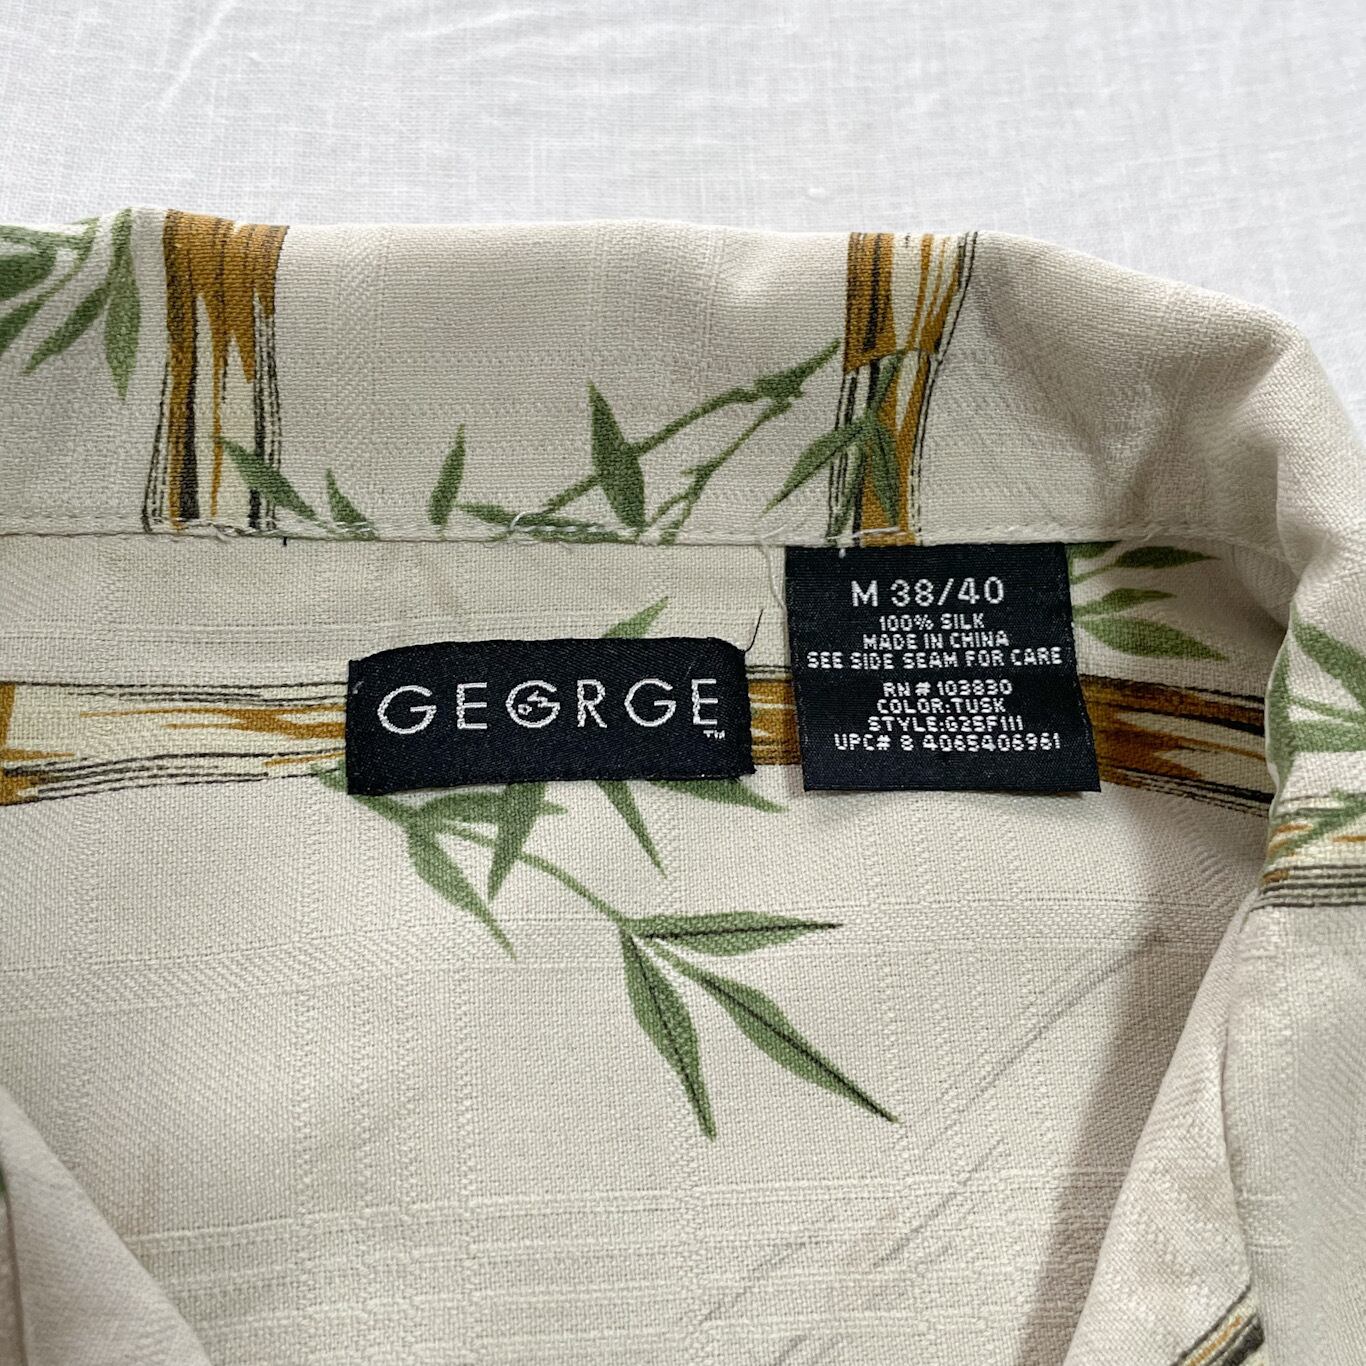 GEORGE
TM
M 38/40
100% SILK
MADE IN CHINA
SEE SIDE SEAM FOR CARE
RN # 103830
COLOR:TUSK
STYLE:G25F111
UPC# 8 4065406961